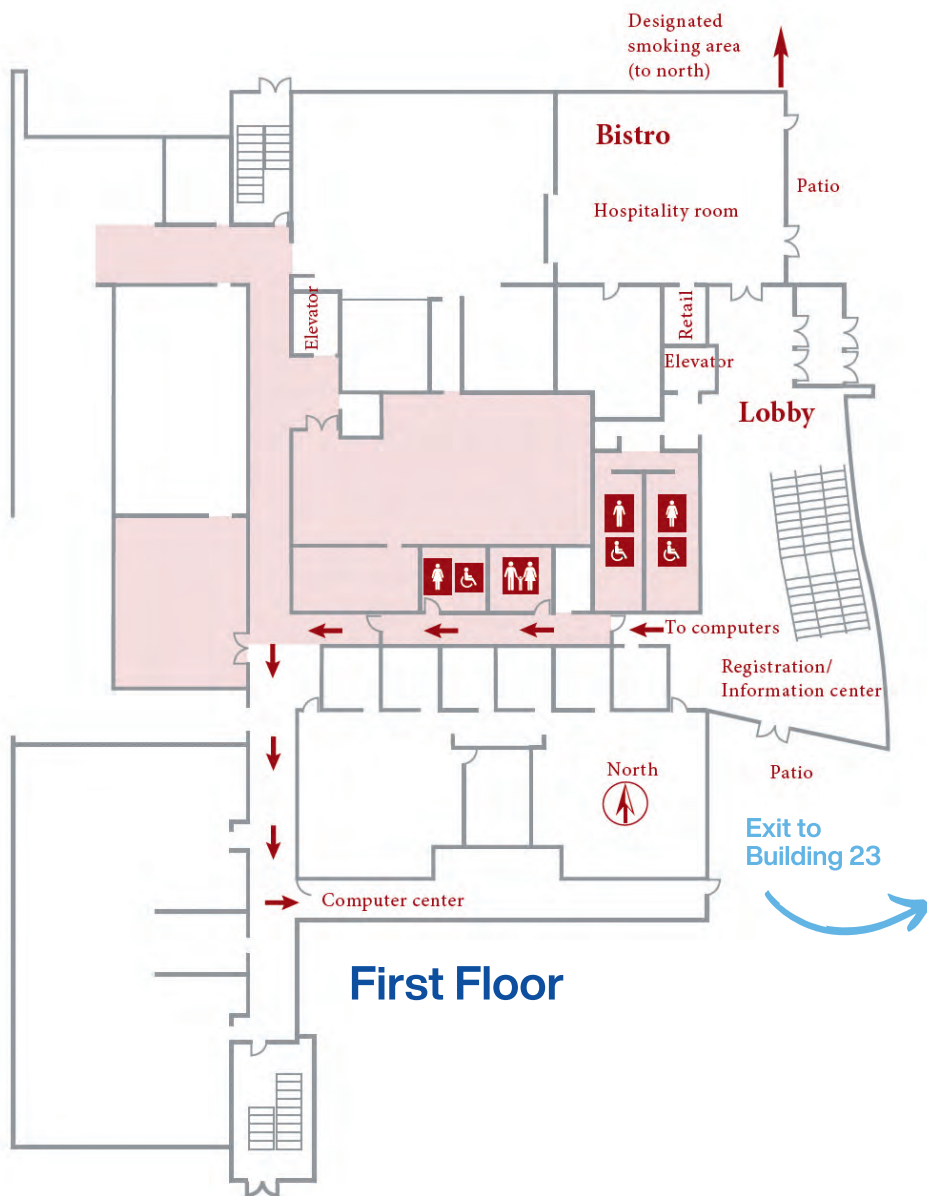 Designated
smoking area
(to north)
Bistro
Patio
Hospitality room
Elevator
Retail
Elevator
Lobby
To computers
Registration/
Information center
North
Patio
Exit to
Building 23
Computer center
First Floor